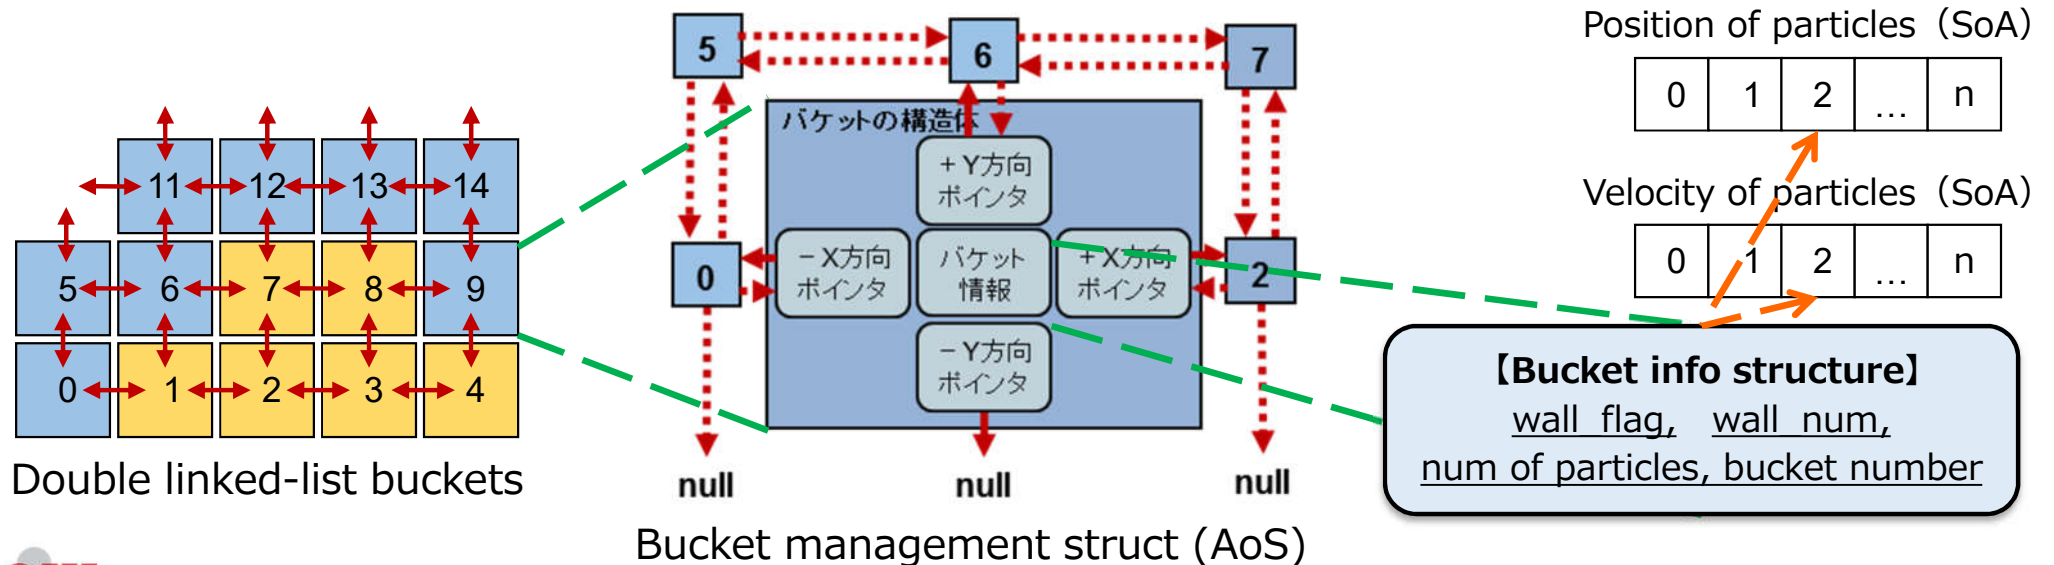 11 12 13 14
5 6 7 8 9
0 1 2 3 4
Double linked-list buckets
5 6 7
バケットの構造体
+Y方向
ポインタ
0
-X方向
ポインタ
バケット
情報
+X方向
ポインタ
2
-Y方向
ポインタ
null null null
Bucket management struct (AoS)
Position of particles（SoA）
0 1 2 ... n
Velocity of particles（SoA）
0 1 2 ... n
【Bucket info structure】
wall_flag, wall_num,
num of particles, bucket number